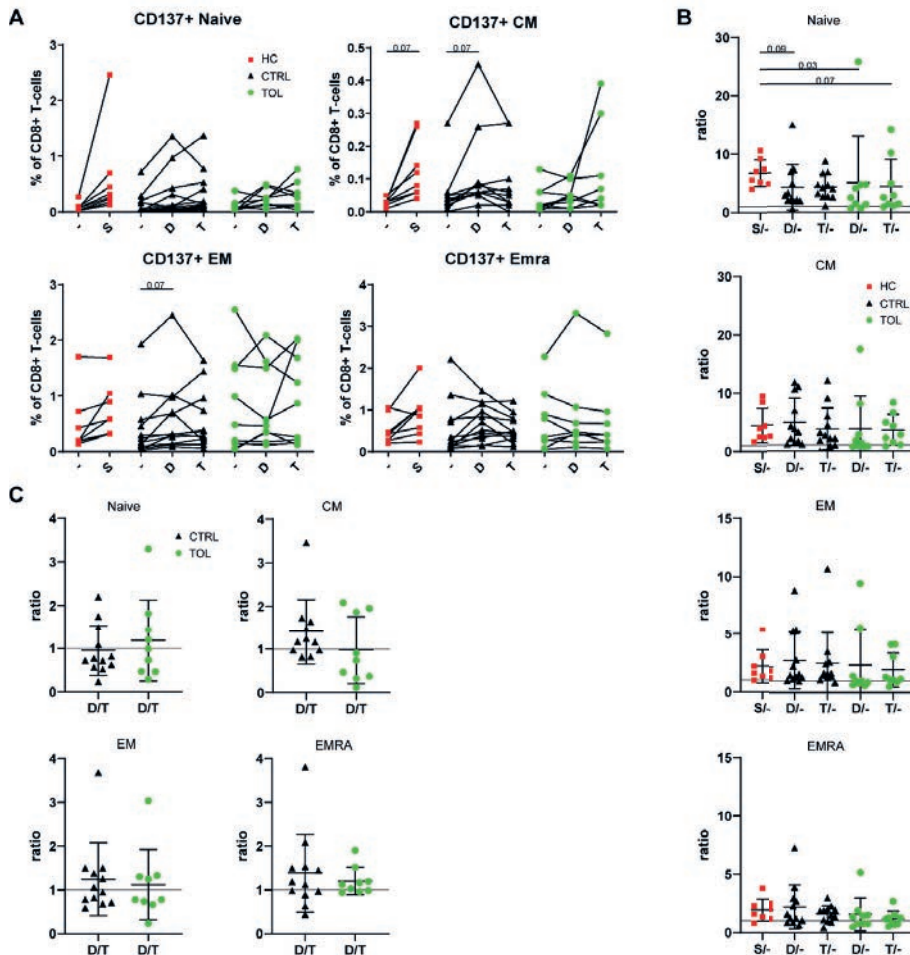 A
CD137+ Naive
% of CD8+ T-cells
3
2
1
0
- S - D T - D T
HC
CTRL
TOL
CD137+ CM
% of CD8+ T-cells
0.5
0.4
0.3
0.2
0.1
0.0
0.07 0.07
- S - D T - D T
CD137+ EM
% of CD8+ T-cells
3
2
1
0
0.07
- S - D T - D T
CD137+ Emra
% of CD8+ T-cells
4
3
2
1
0
- S - D T - D T
B
Naive
ratio
30
20
10
0
0.03
0.07
S/- D/- T/- D/- T/-
CM
ratio
30
20
10
0
HC
CTRL
TOL
S/- D/- T/- D/- T/-
EM
ratio
15
10
5
0
S/- D/- T/- D/- T/-
EMRA
ratio
15
10
5
0
S/- D/- T/- D/- T/-
C
Naive
ratio
4
3
2
1
0
D/T D/T
CTRL
TOL
CM
ratio
4
3
2
1
0
D/T D/T
EM
ratio
4
3
2
1
0
D/T D/T
EMRA
ratio
4
3
2
1
0
D/T D/T